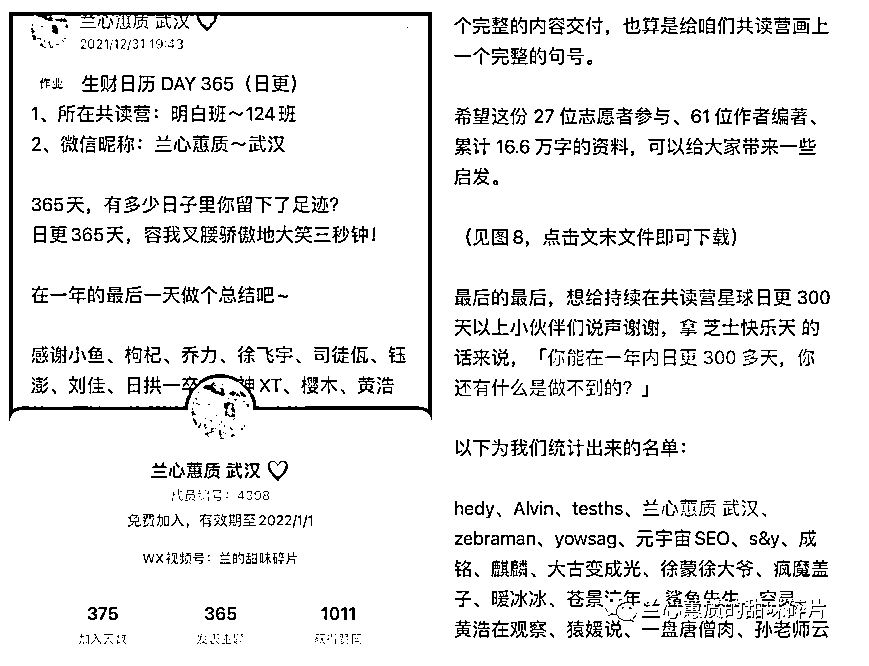 兰心蕙质 武汉 ♡
2021/12/31 19:43
作业 生财日历 DAY 365（日更）
1、所在共读营：明白班～124班
2、微信昵称：兰心蕙质～武汉
365天，有多少日子里你留下了足迹？
日更365天，容我叉腰骄傲地大笑三秒钟！
在一年的最后一天做个总结吧~
感谢小鱼、枸杞、乔力、徐飞宇、司徒佤、钰
澎、刘佳、日拱一卒、神XT、樱木、黄浩
兰心蕙质 武汉 ♡
成员编号：4398
免费加入，有效期至2022/1/1
WX视频号：兰的甜味碎片
375 365 1011
加入天数 发表主题 获得赞同
个完整的内容交付，也算是给咱们共读营画上
一个完整的句号。
希望这份 27 位志愿者参与、61 位作者编著、
累计 16.6 万字的资料，可以给大家带来一些
启发。
（见图8，点击文末文件即可下载）
最后的最后，想给持续在共读营星球日更 300
天以上小伙伴们说声谢谢，拿 芝士快乐天 的
话来说，「你能在一年内日更 300 多天，你
还有什么是做不到的？」
以下为我们统计出来的名单：
hedy、Alvin、tesths、兰心蕙质 武汉、
zebraman、yowsag、元宇宙SEO、s&y、成
铭、麒麟、大古变成光、徐蒙徐大爷、疯魔盖
子、暖冰冰、苍景流年、鲨鱼先生、空灵、
兰心蕙质的甜味碎片
黄浩在观察、猿媛说、一盘唐僧肉、孙老师云